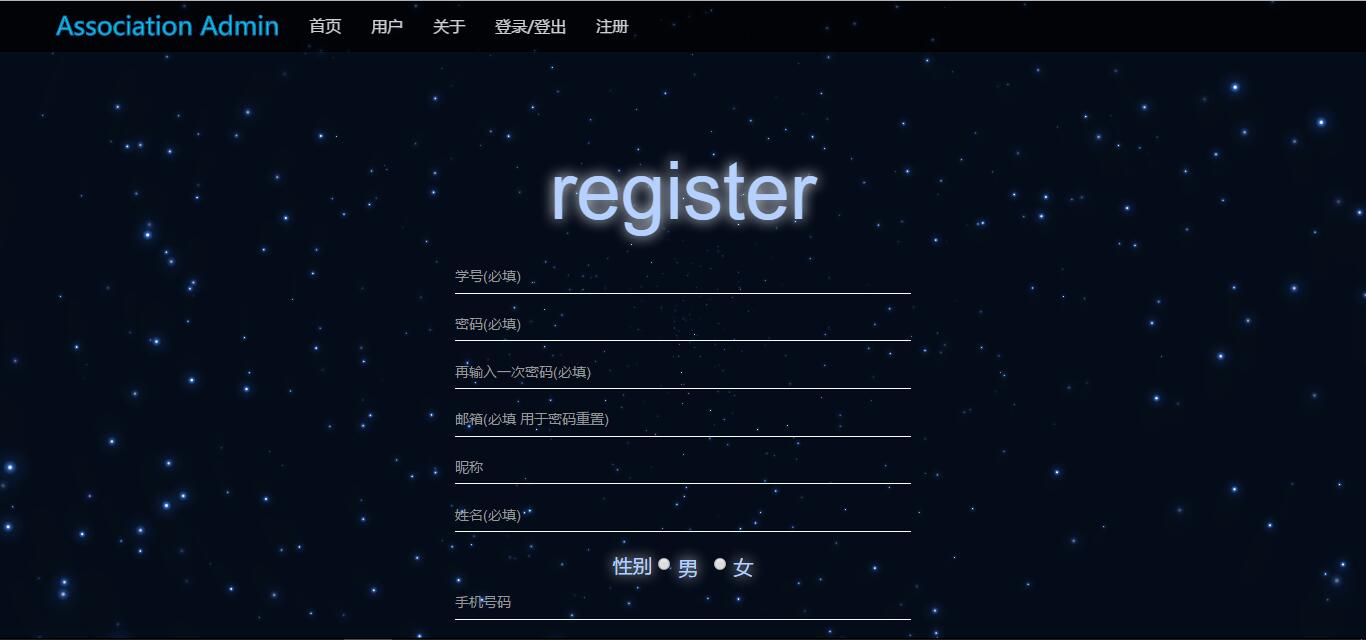 Association Admin 首页 用户 关于 登录/登出 注册
register
学号(必填)
密码(必填)
再输入一次密码(必填)
邮箱(必填 用于密码重置)
昵称
姓名(必填)
性别 男 女
手机号码